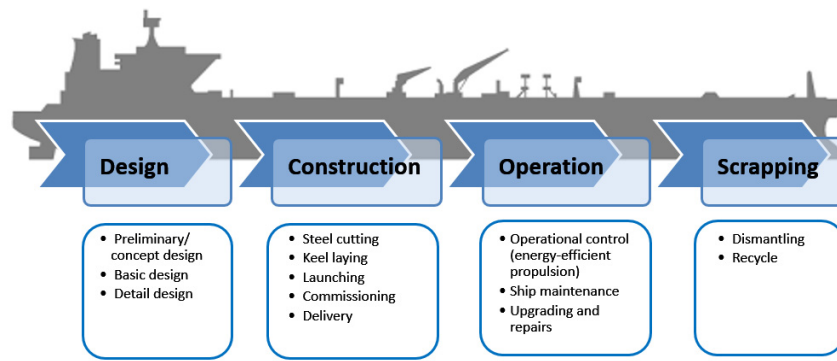 Design
Construction
Operation
Scrapping
• Preliminary/
concept design
• Basic design
• Detail design
• Steel cutting
• Keel laying
• Launching
• Commissioning
• Delivery
• Operational control
(energy-efficient
propulsion)
• Ship maintenance
• Upgrading and
repairs
• Dismantling
• Recycle